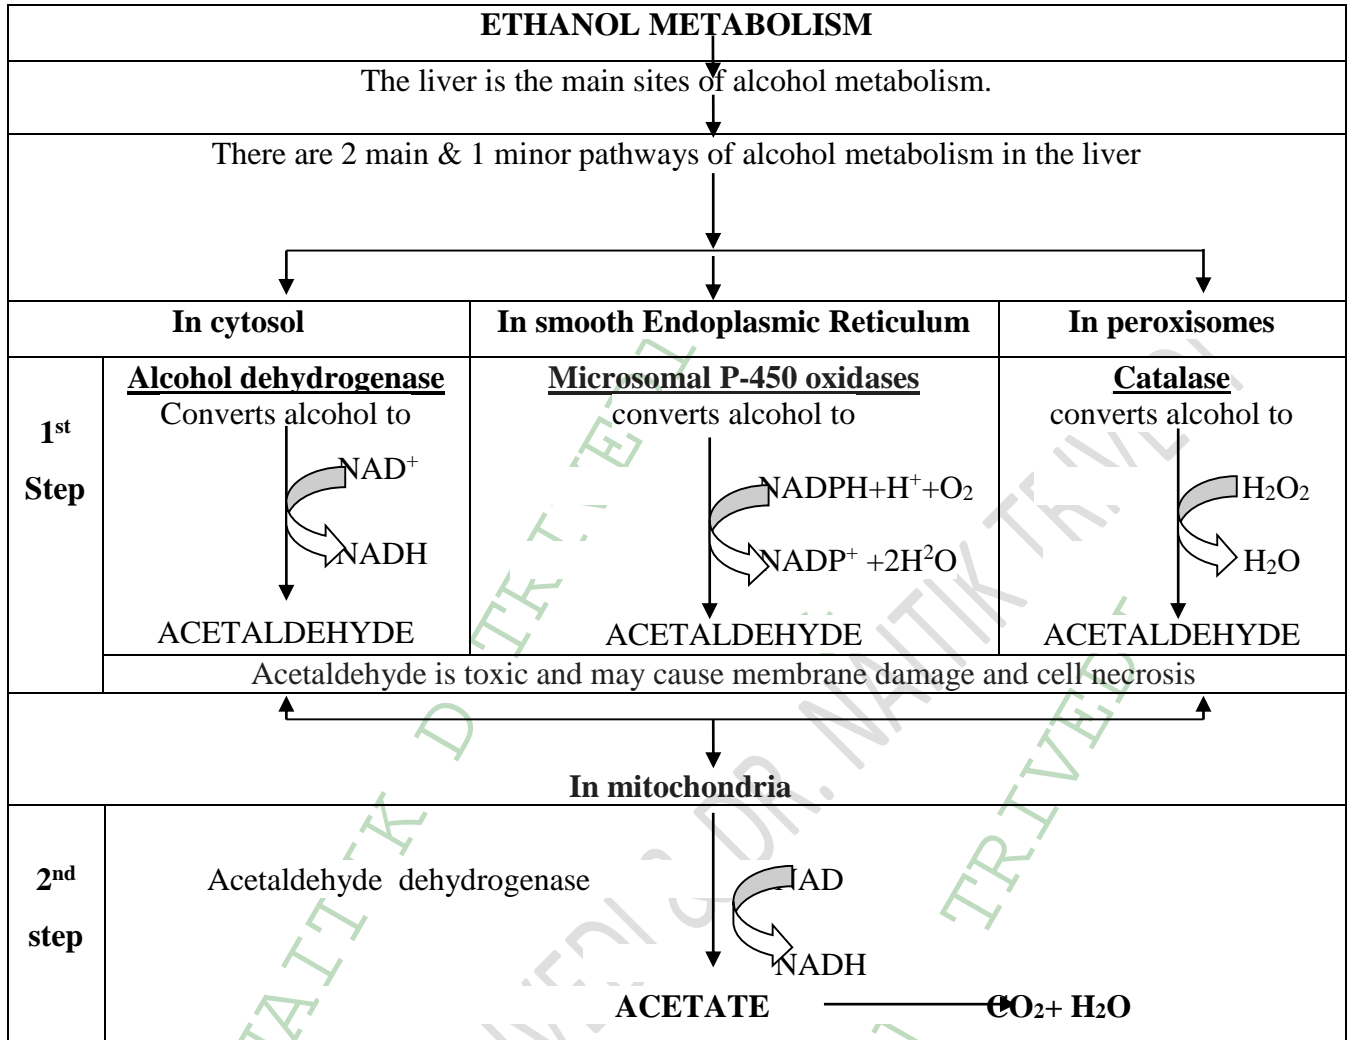 ETHANOL METABOLISM
The liver is the main sites of alcohol metabolism.
There are 2 main & 1 minor pathways of alcohol metabolism in the liver
In cytosol
In smooth Endoplasmic Reticulum
In peroxisomes
1st
Step
Alcohol dehydrogenase
Converts alcohol to
NAD+
NADH
ACETALDEHYDE
Microsomal P-450 oxidases
converts alcohol to
NADPH+H++O2
NADP+ +2H2O
ACETALDEHYDE
Catalase
converts alcohol to
H2O2
H2O
ACETALDEHYDE
Acetaldehyde is toxic and may cause membrane damage and cell necrosis
In mitochondria
2nd
step
Acetaldehyde dehydrogenase
NAD
NADH
ACETATE
CO2+ H2O
DR. NAITIK TRIVEDI